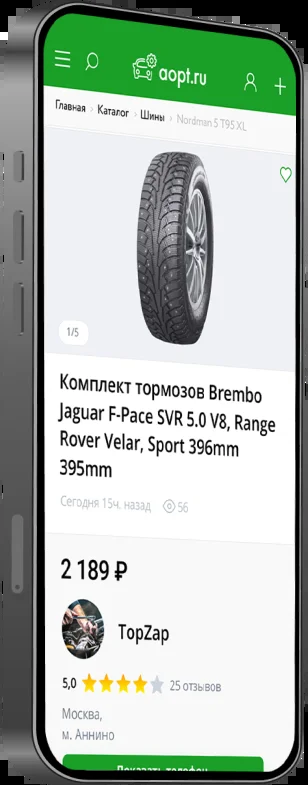 aopt.ru
Главная › Каталог › Шины › Nordman 5 T95 XL
1/5
Комплект тормозов Brembo
Jaguar F-Pace SVR 5.0 V8, Range
Rover Velar, Sport 396mm
395mm
Сегодня 15ч. назад 56
2 189 ₽
TopZap
5,0 25 отзывов
Москва,
м. Аннино
Показать телефон